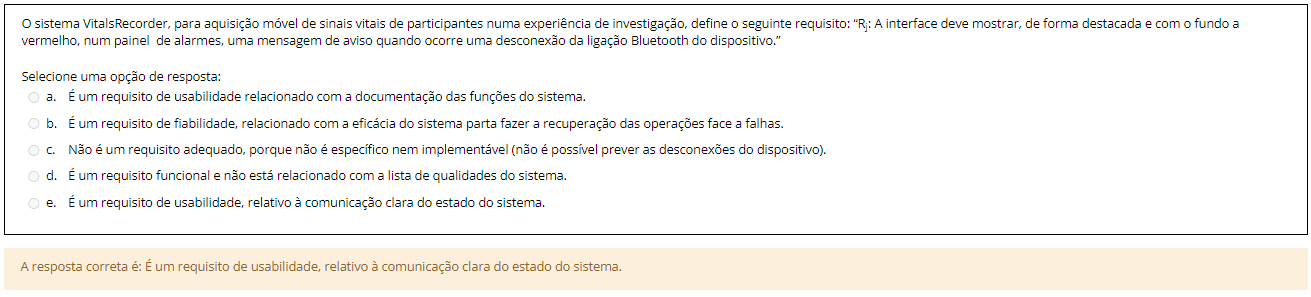 O sistema VitalsRecorder, para aquisição móvel de sinais vitais de participantes numa experiência de investigação, define o seguinte requisito: “Rj: A interface deve mostrar, de forma destacada e com o fundo a
vermelho, num painel de alarmes, uma mensagem de aviso quando ocorre uma desconexão da ligação Bluetooth do dispositivo.”
Selecione uma opção de resposta:
a. É um requisito de usabilidade relacionado com a documentação das funções do sistema.
b. É um requisito de fiabilidade, relacionado com a eficácia do sistema parta fazer a recuperação das operações face a falhas.
c. Não é um requisito adequado, porque não é específico nem implementável (não é possível prever as desconexões do dispositivo).
d. É um requisito funcional e não está relacionado com a lista de qualidades do sistema.
e. É um requisito de usabilidade, relativo à comunicação clara do estado do sistema.
A resposta correta é: É um requisito de usabilidade, relativo à comunicação clara do estado do sistema.